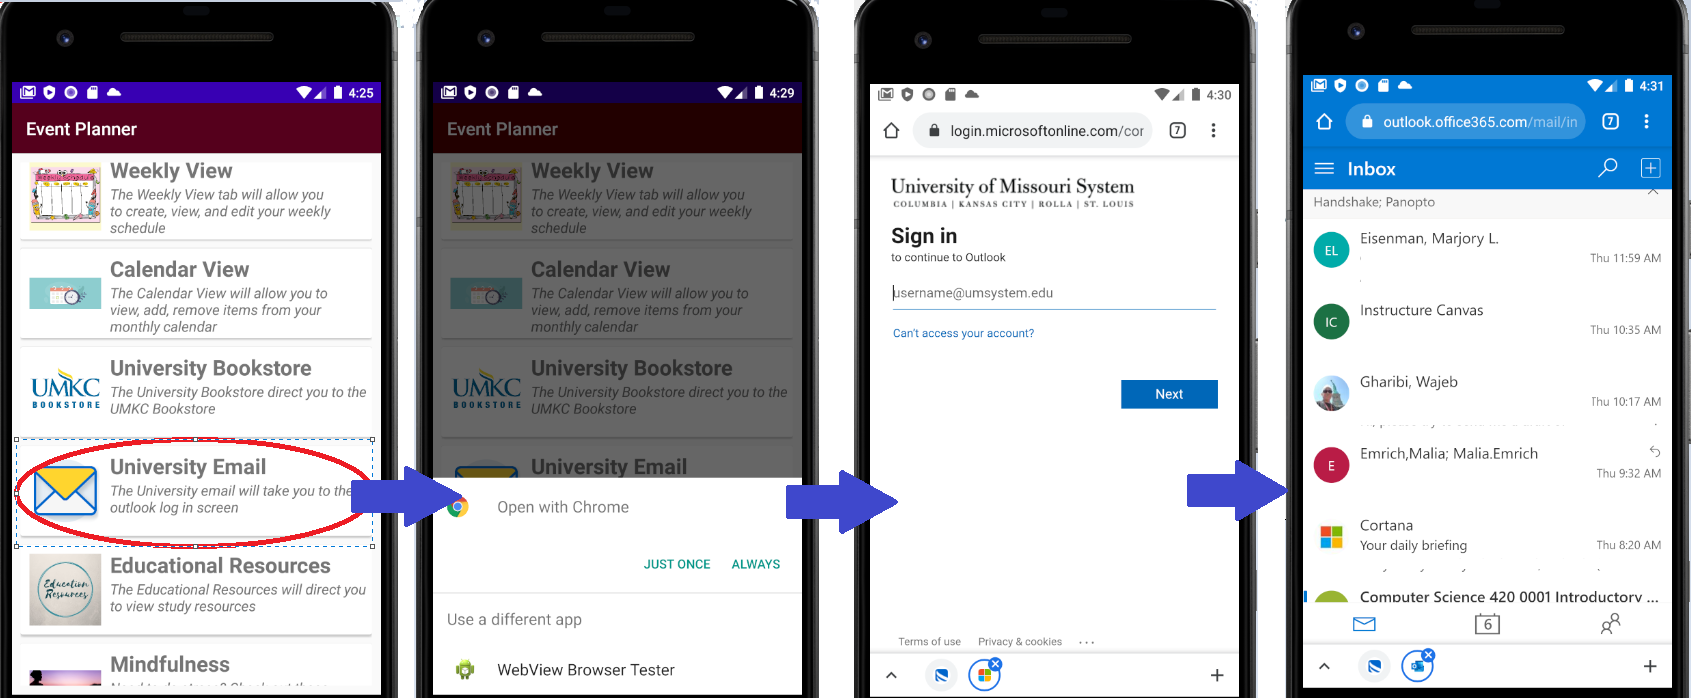 4:25
Event Planner
Weekly View
The Weekly View tab will allow you
to create, view, and edit your weekly
schedule
Calendar View
The Calendar View will allow you to
view, add, remove items from your
monthly calendar
UMKC
BOOKSTORE
University Bookstore
The University Bookstore direct you to the
UMKC Bookstore
University Email
The University email will take you to the
outlook log in screen
Education
Resources
Educational Resources
The Educational Resources will direct you
to view study resources
Mindfulness
4:29
Event Planner
Weekly View
The Weekly View tab will allow you
to create, view, and edit your weekly
schedule
Calendar View
The Calendar View will allow you to
view, add, remove items from your
monthly calendar
UMKC
BOOKSTORE
University Bookstore
The University Bookstore direct you to the
UMKC Bookstore
University Email
Open with Chrome
JUST ONCE ALWAYS
Use a different app
WebView Browser Tester
4:30
login.microsoftonline.com/cor
7
University of Missouri System
COLUMBIA | KANSAS CITY | ROLLA | ST. LOUIS
Sign in
to continue to Outlook
username@umsystem.edu
Can't access your account?
Next
Terms of use Privacy & cookies ...
4:31
outlook.office365.com/mail/in
7
Inbox
Handshake; Panopto
EL
Eisenman, Marjory L.
Thu 11:59 AM
IC
Instructure Canvas
Thu 10:35 AM
Gharibi, Wajeb
Thu 10:17 AM
E
Emrich,Malia; Malia.Emrich
Thu 9:32 AM
Cortana
Your daily briefing
Thu 8:20 AM
Computer Science 420 0001 Introductory ...
6